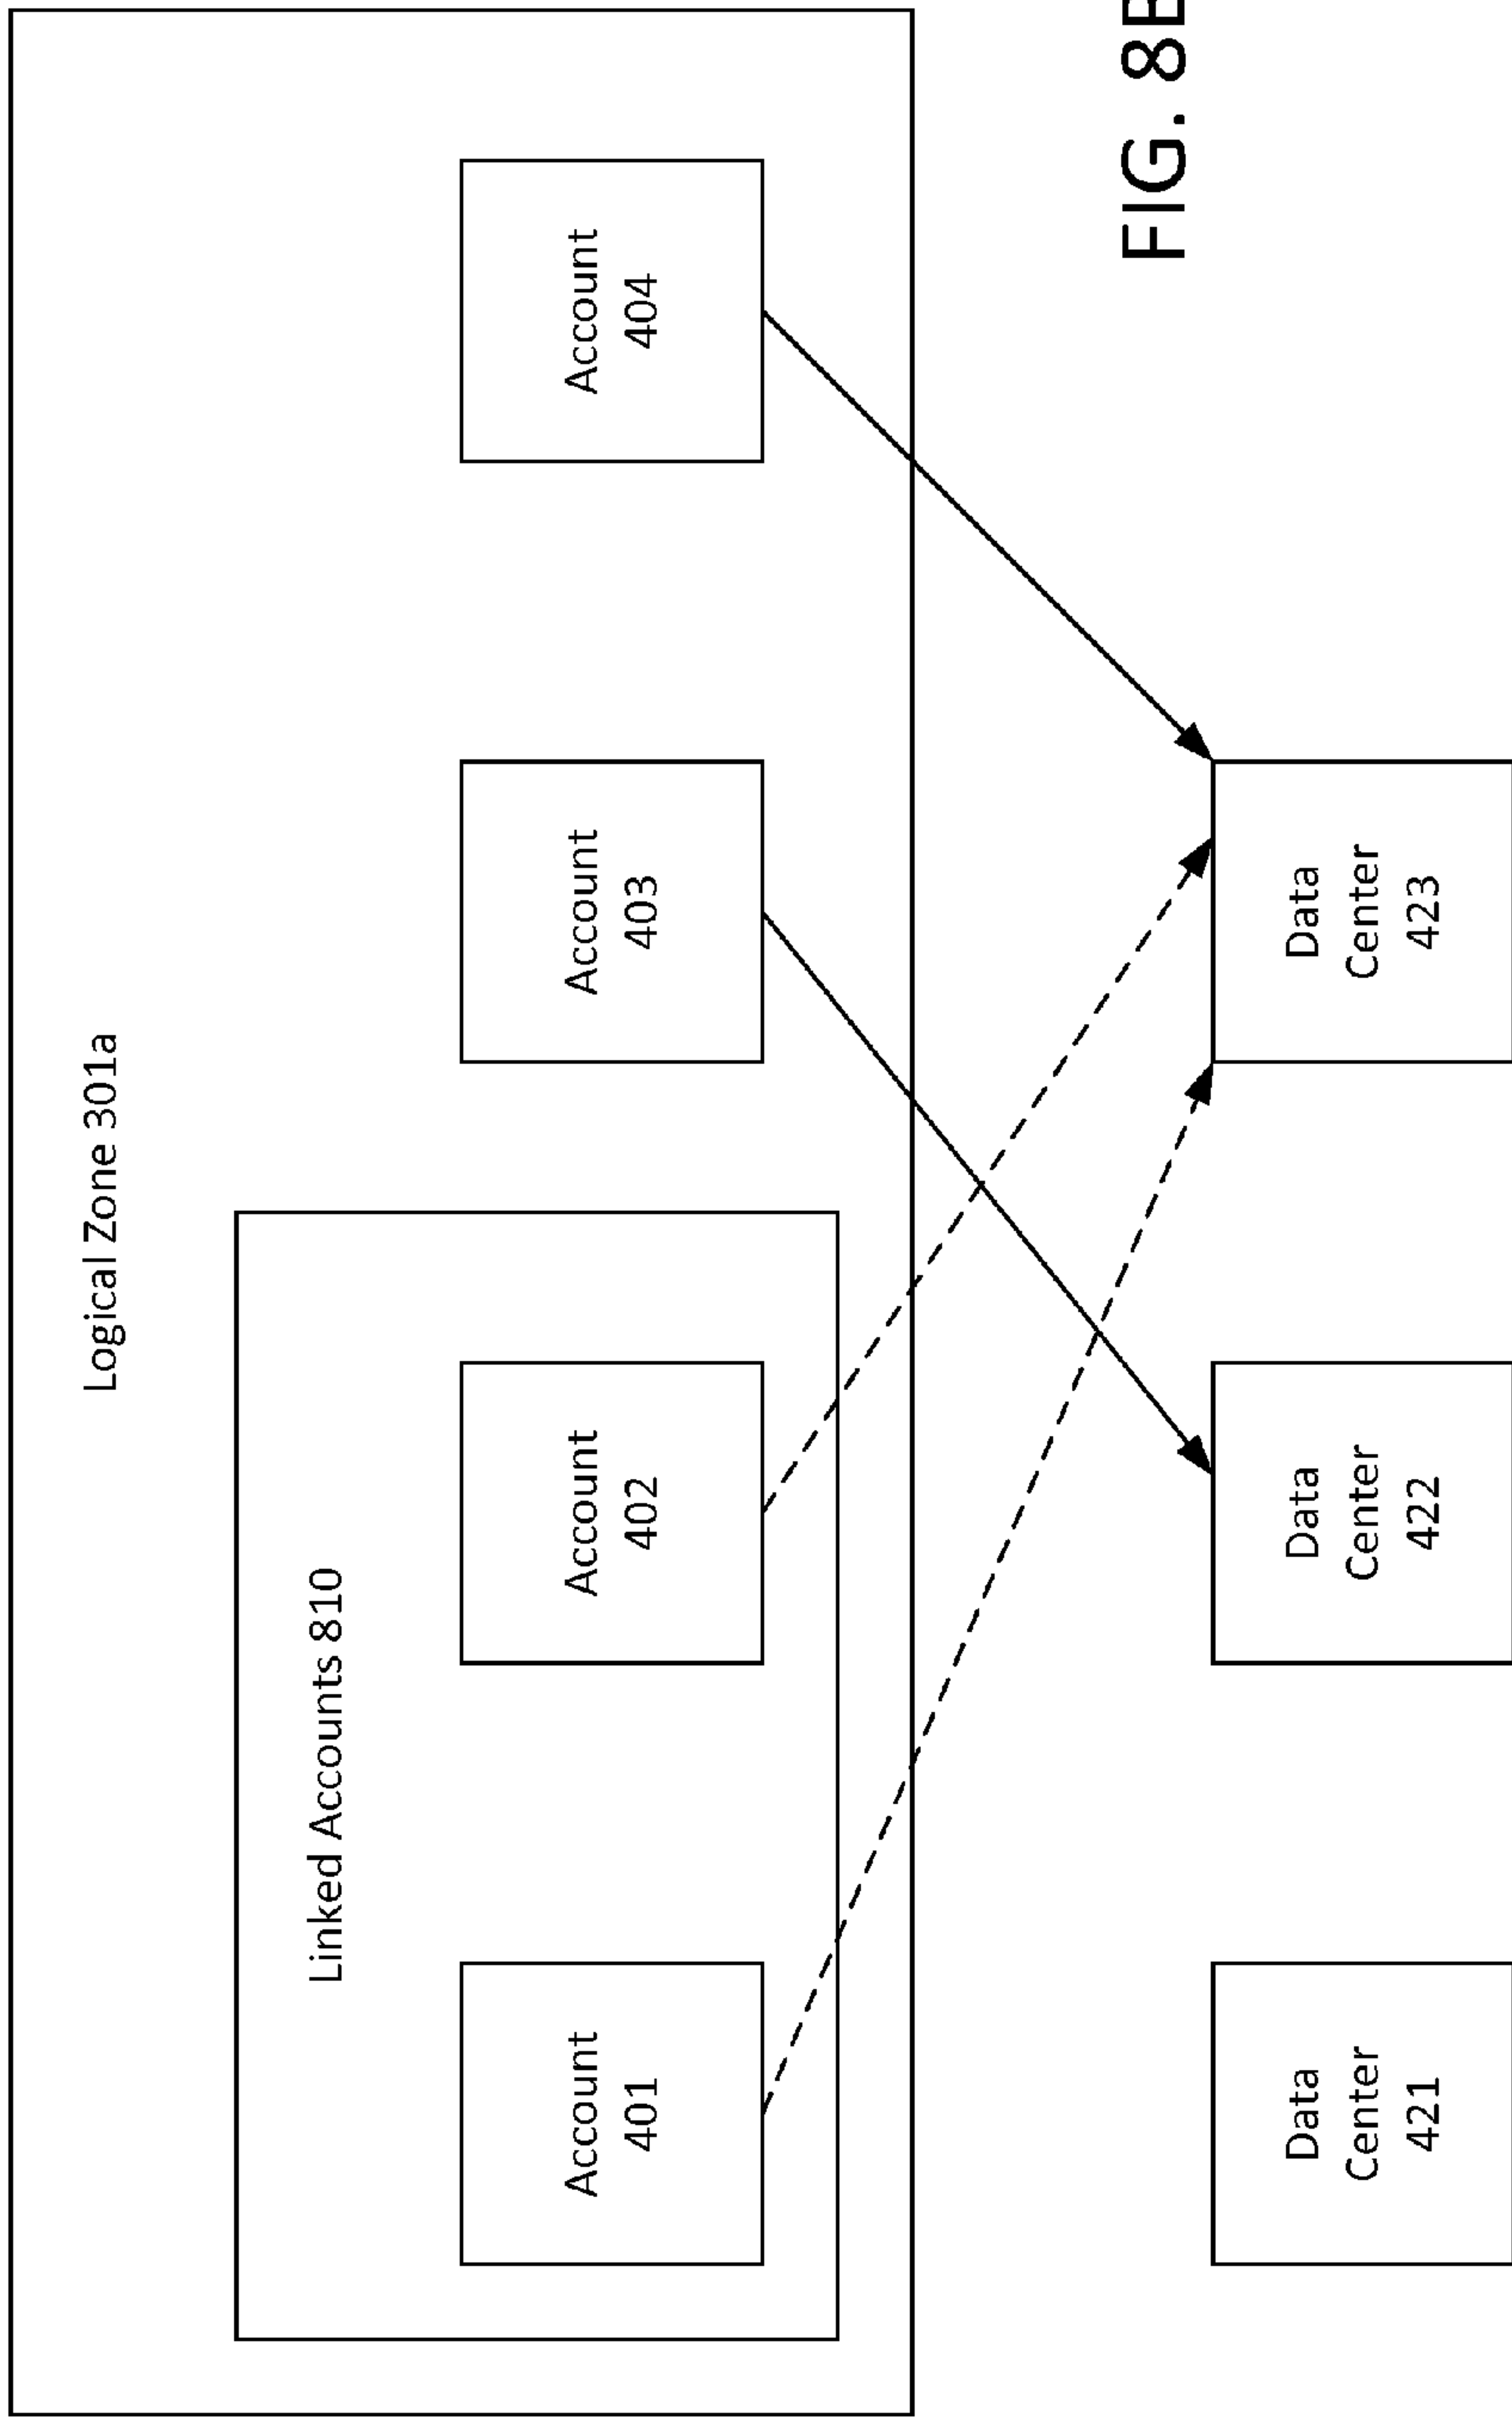 Logical Zone 301a
Linked Accounts 810
Account
401
Account
402
Account
403
Account
404
Data
Center
421
Data
Center
422
Data
Center
423
FIG. 8B